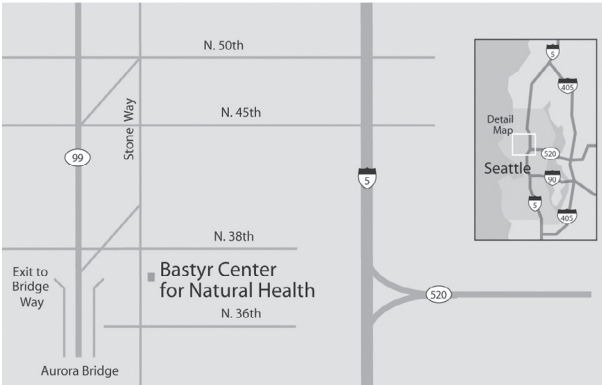 N. 50th
N. 45th
Stone Way
99
5
N. 38th
Exit to
Bridge
Way
Bastyr Center
for Natural Health
N. 36th
520
Aurora Bridge
5
405
Detail
Map
520
Seattle
90
5
405